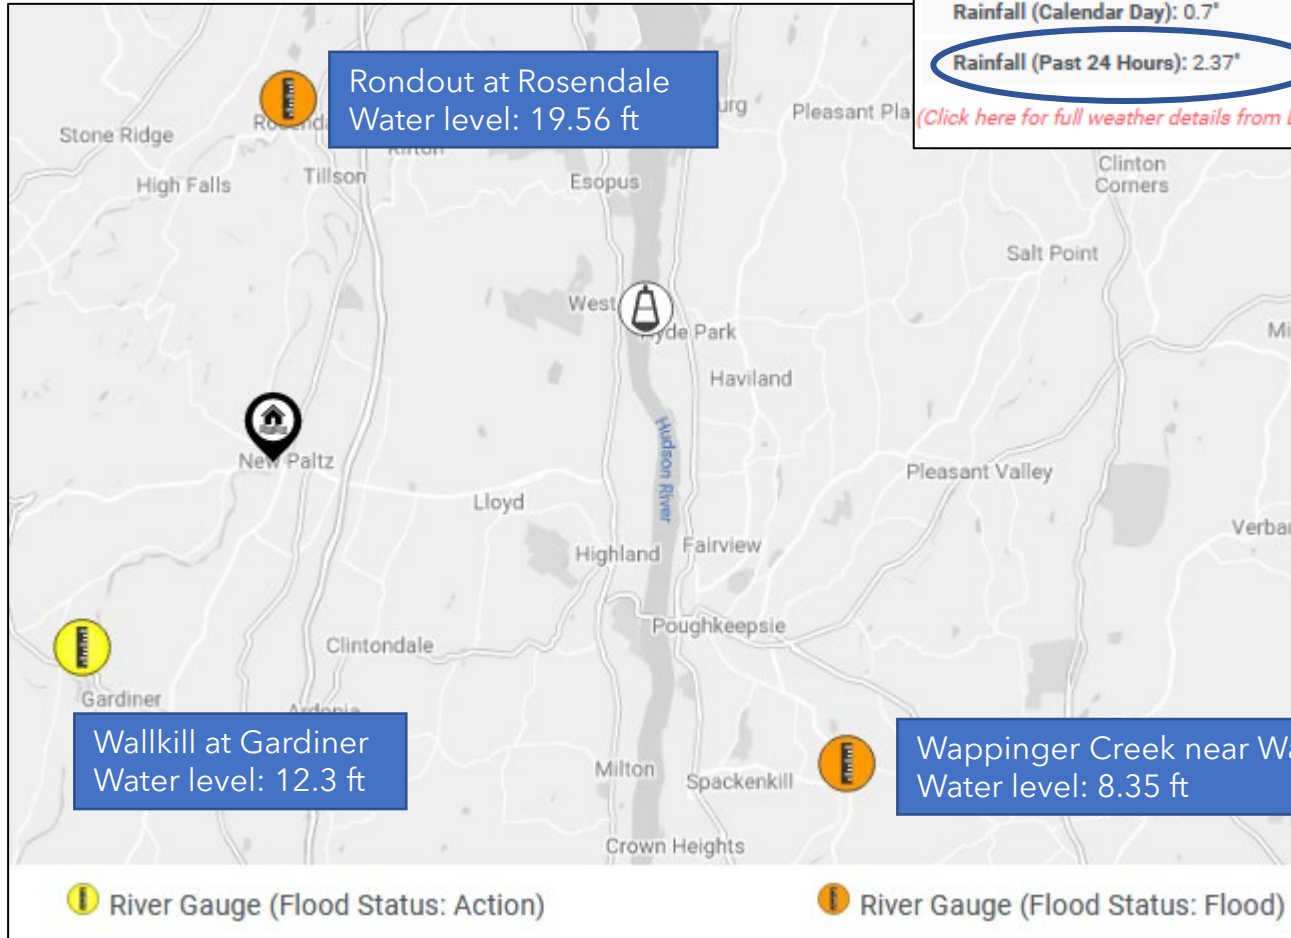 Rainfall (Calendar Day): 0.7"
Rainfall (Past 24 Hours): 2.37"
(Click here for full weather details from
Rondout at Rosendale
Water level: 19.56 ft
Pleasant Pla
Stone Ridge
Clinton
Corners
High Falls
Tillson
Esopus
Salt Point
West
Hyde Park
Haviland
Hudson River
New Paltz
Pleasant Valley
Lloyd
Highland
Fairview
Poughkeepsie
Clintondale
Gardiner
Wallkill at Gardiner
Water level: 12.3 ft
Wappinger Creek near Wa
Water level: 8.35 ft
Milton
Spackenkill
Crown Heights
River Gauge (Flood Status: Action)
River Gauge (Flood Status: Flood)